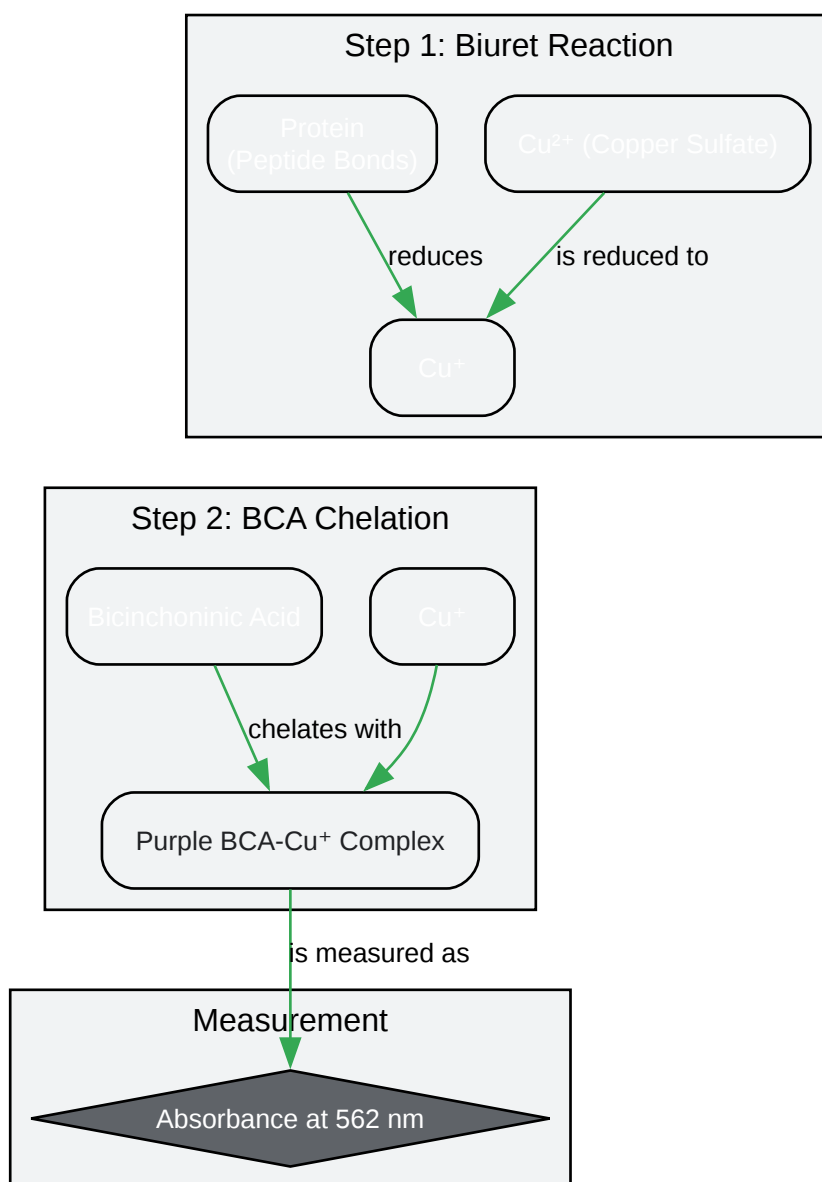 Step 1: Biuret Reaction
Protein
(Peptide Bonds)
Cu²⁺ (Copper Sulfate)
reduces
is reduced to
Cu⁺
Step 2: BCA Chelation
Bicinchoninic Acid
Cu⁺
chelates with
Purple BCA-Cu⁺ Complex
is measured as
Measurement
Absorbance at 562 nm